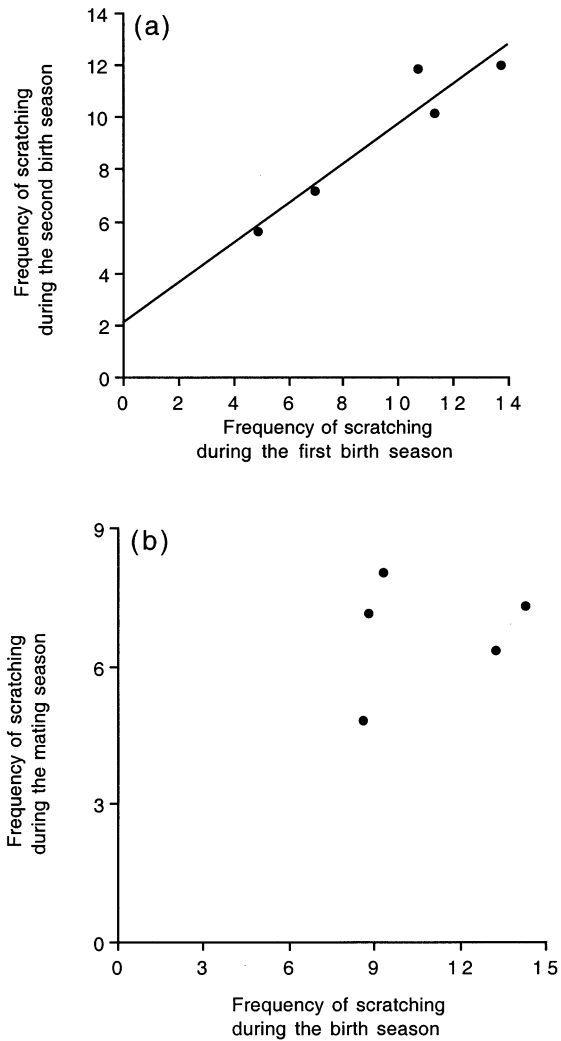 (a)
14
12
10
8
6
4
2
0
Frequency of scratching
during the second birth season
0 2 4 6 8 10 12 14
Frequency of scratching
during the first birth season
(b)
9
6
3
0
Frequency of scratching
during the mating season
0 3 6 9 12 15
Frequency of scratching
during the birth season